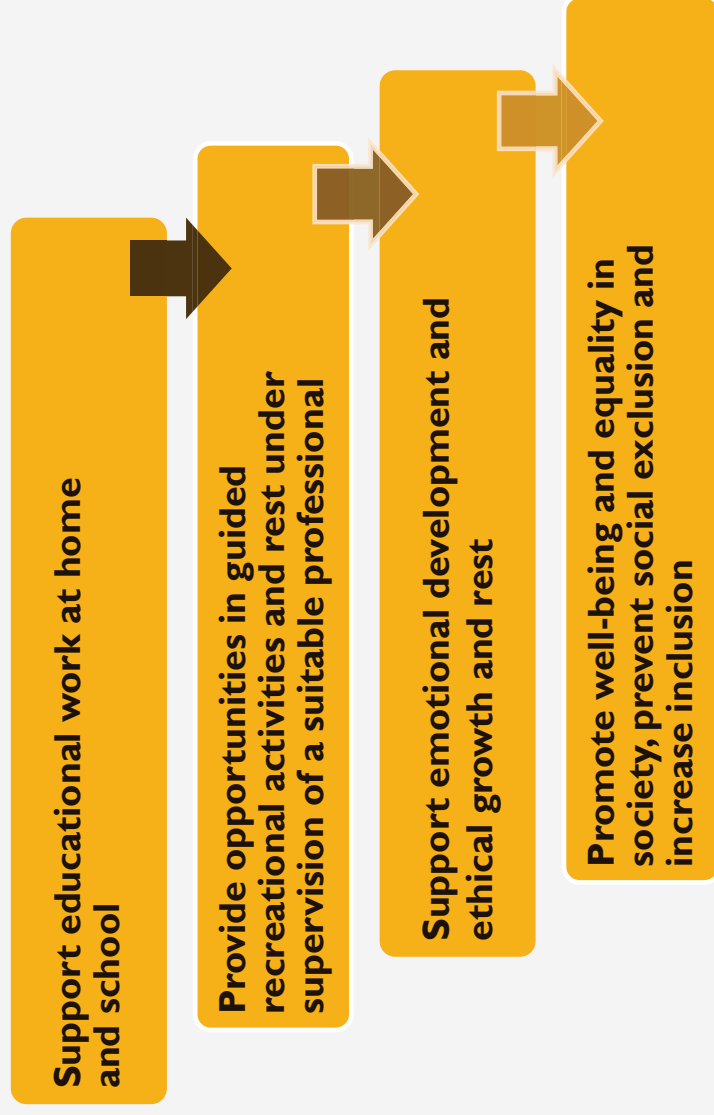 Support educational work at home
and school
Provide opportunities in guided
recreational activities and rest under
supervision of a suitable professional
Support emotional development and
ethical growth and rest
Promote well-being and equality in
society, prevent social exclusion and
increase inclusion